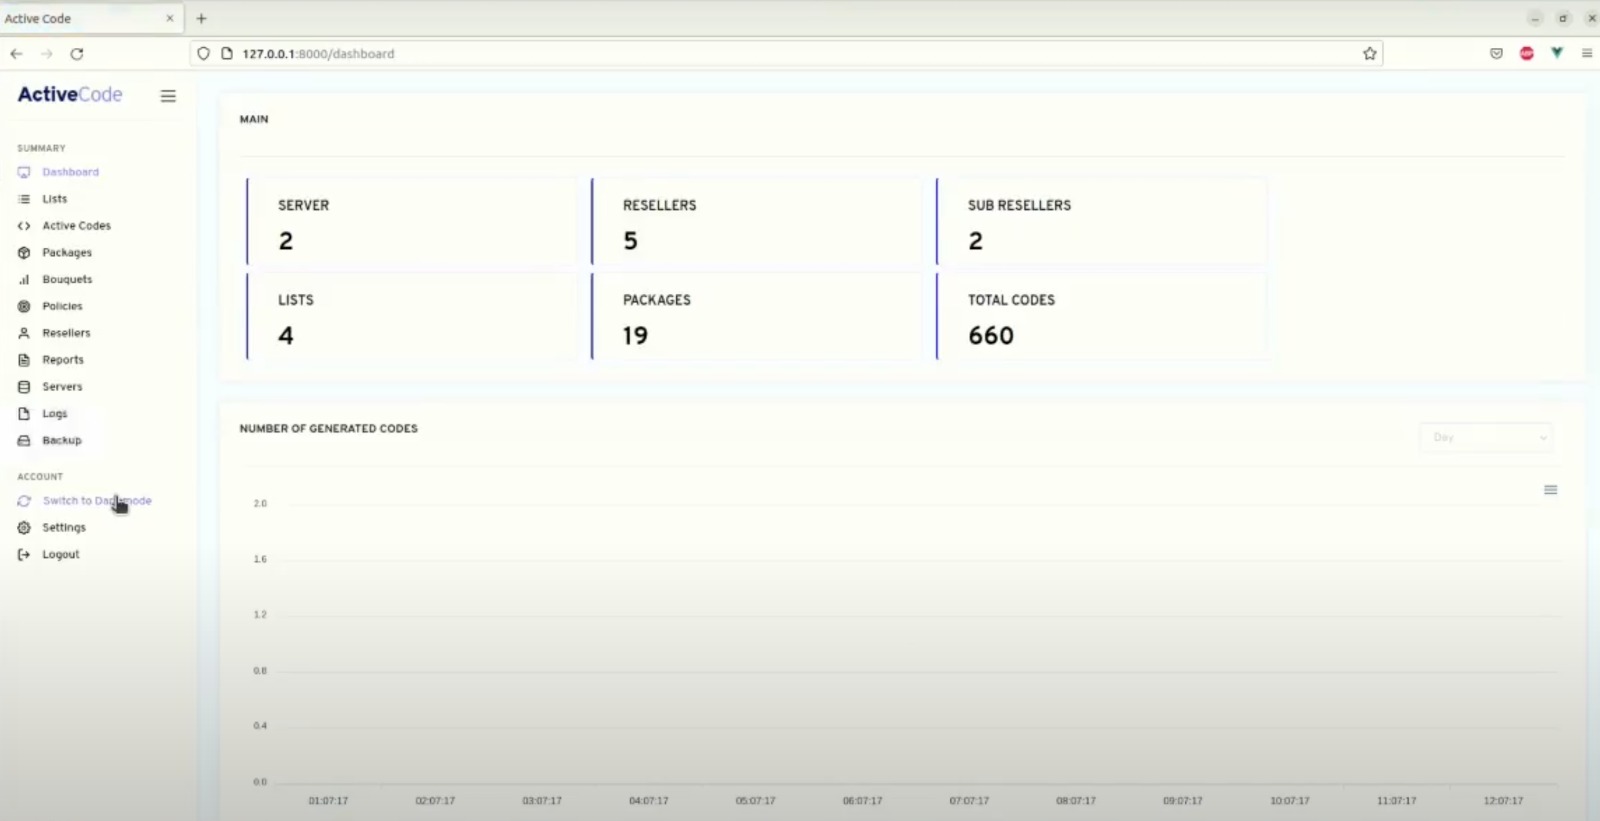 Active Code
127.0.0.1:8000/dashboard
ABP
ActiveCode
SUMMARY
Dashboard
Lists
Active Codes
Packages
Bouquets
Policies
Resellers
Reports
Servers
Logs
Backup
ACCOUNT
Switch to Dark mode
Settings
Logout
MAIN
SERVER
2
RESELLERS
5
SUB RESELLERS
2
LISTS
4
PACKAGES
19
TOTAL CODES
660
NUMBER OF GENERATED CODES
Day
2.0
1.6
1.2
0.8
0.4
0.0
01:07:17 02:07:17 03:07:17 04:07:17 05:07:17 06:07:17 07:07:17 08:07:17 09:07:17 10:07:17 11:07:17 12:07:17